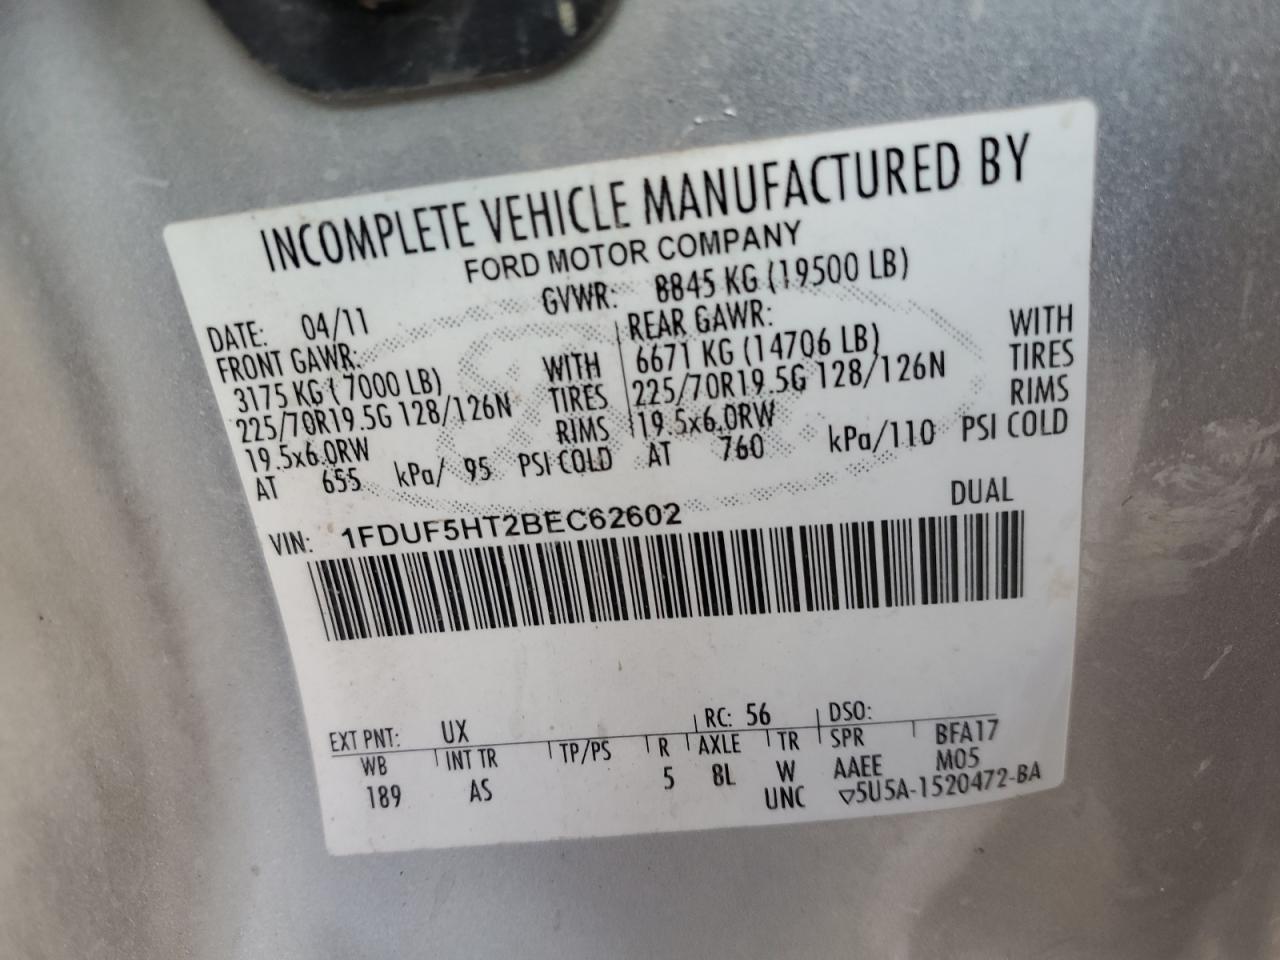 INCOMPLETE VEHICLE MANUFACTURED BY
FORD MOTOR COMPANY
DATE: 04/11 GVWR: 8845 KG (19500 LB)
FRONT GAWR: REAR GAWR:
3175 KG ( 7000 LB) WITH 6671 KG (14706 LB) WITH
225/70R19.5G 128/126N TIRES 225/70R19.5G 128/126N TIRES
19.5x6.0RW RIMS 19.5x6.0RW RIMS
AT 655 kPa/ 95 PSI COLD AT 760 kPa/110 PSI COLD
VIN: 1FDUF5HT2BEC62602 DUAL
EXT PNT: UX RC: 56 DSO:
WB INT TR TP/PS R AXLE TR SPR BFA17
189 AS 5 8L W AAEE M05
UNC ▽5U5A-1520472-BA